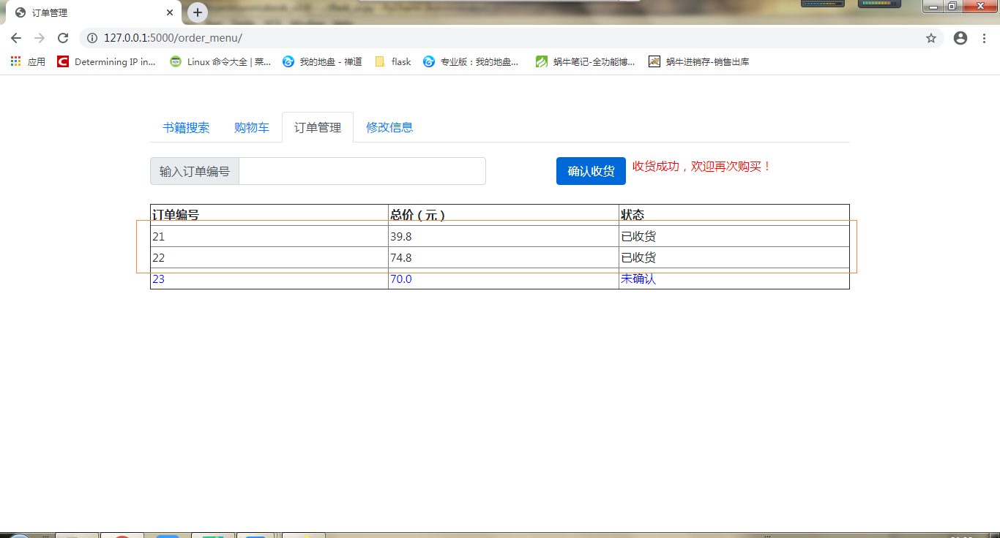 订单管理
127.0.0.1:5000/order_menu/
应用 Determining IP in... Linux 命令大全 | 菜... 我的地盘 - 禅道 flask 专业版：我的地盘... 蜗牛笔记-全功能博... 蜗牛进销存-销售出库
书籍搜索 购物车 订单管理 修改信息
输入订单编号 确认收货 收货成功，欢迎再次购买！
订单编号 总价（元） 状态
21 39.8 已收货
22 74.8 已收货
23 70.0 未确认